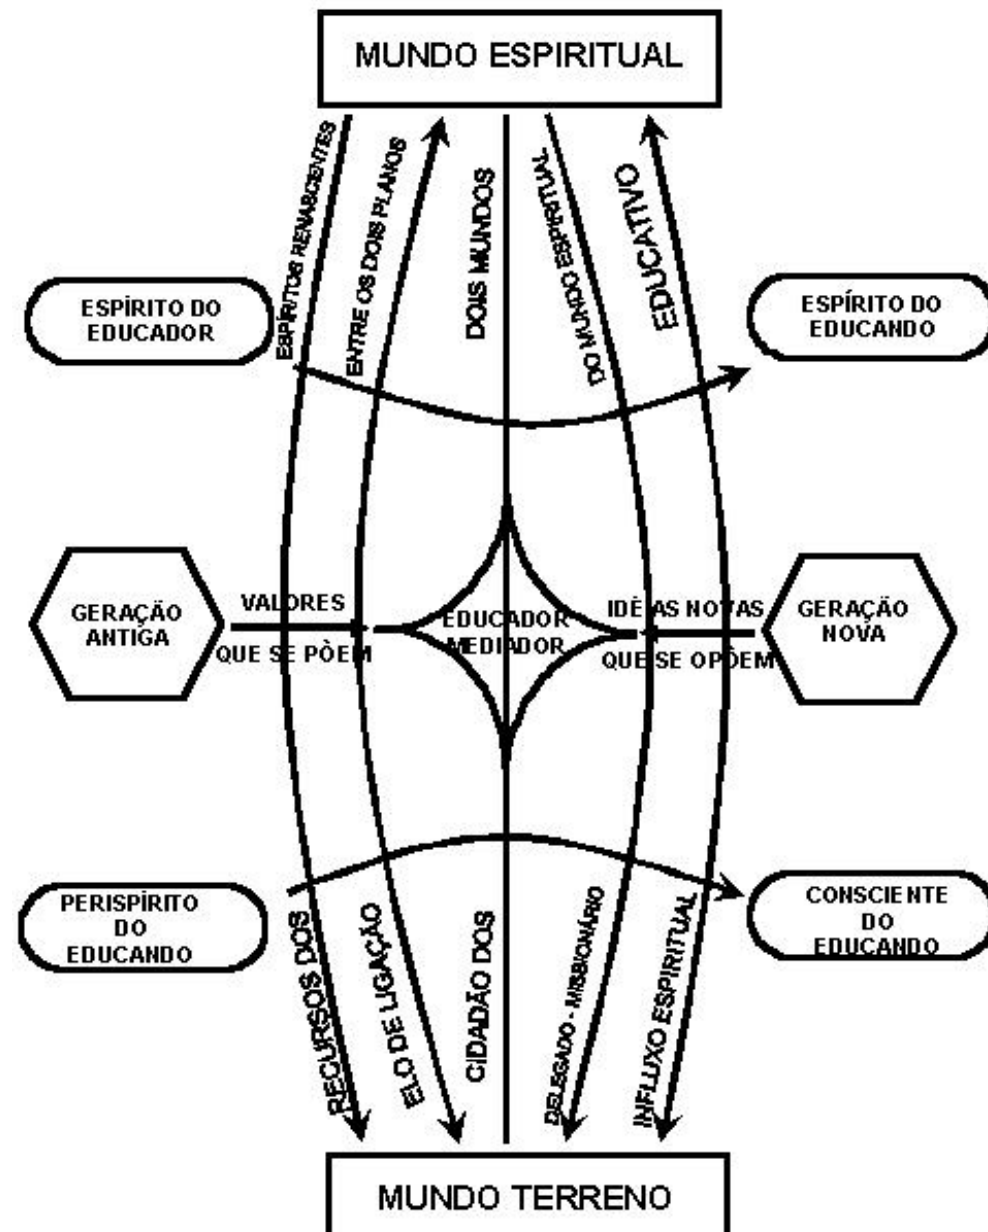 MUNDO ESPIRITUAL
ESPÍRITOS RENASCENTES
ENTRE OS DOIS PLANOS
DOIS MUNDOS
DO MUNDO ESPIRITUAL
EDUCATIVO
ESPÍRITO DO
EDUCADOR
ESPÍRITO DO
EDUCANDO
GERAÇÃO
ANTIGA
VALORES
QUE SE PÕEM
EDUCADOR
MEDIADOR
IDÉIAS NOVAS
QUE SE OPÕEM
GERAÇÃO
NOVA
PERISPÍRITO
DO
EDUCANDO
CONSCIENTE
DO
EDUCANDO
RECURSOS DOS
ELO DE LIGAÇÃO
CIDADÃO DOS
DELEGADO - MISSIONÁRIO
INFLUXO ESPIRITUAL
MUNDO TERRENO